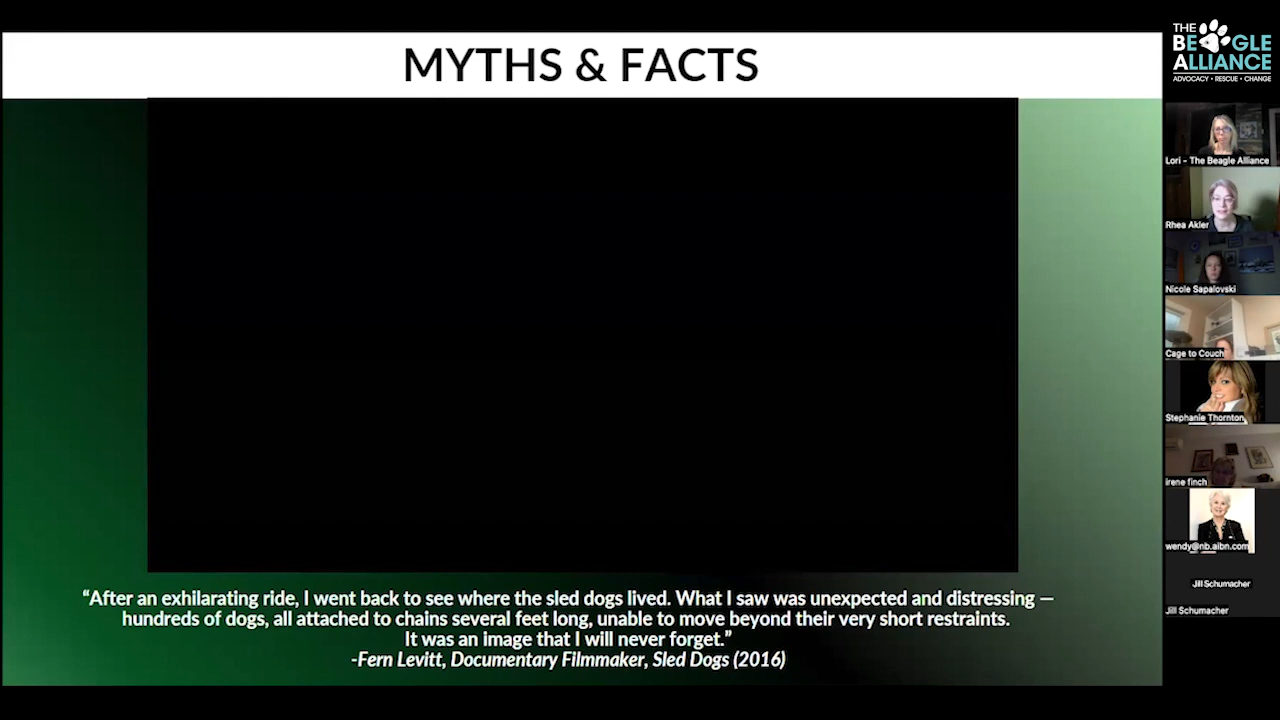 MYTHS & FACTS
“After an exhilarating ride, I went back to see where the sled dogs lived. What I saw was unexpected and distressing —
hundreds of dogs, all attached to chains several feet long, unable to move beyond their very short restraints.
It was an image that I will never forget.”
-Fern Levitt, Documentary Filmmaker, Sled Dogs (2016)
THE
BEAGLE
ALLIANCE
ADVOCACY • RESCUE • CHANGE
Lori - The Beagle Alliance
Rhea Akler
Nicole Sapalovski
Cage to Couch
Stephanie Thornton
irene finch
wendy@nb.aibn.com
Jill Schumacher
Jill Schumacher